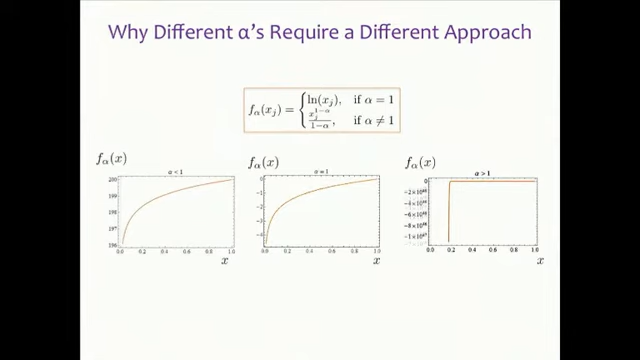 Why Different α's Require a Different Approach
fα(xj) = { ln(xj), if α = 1
xj^{1−α}/(1−α), if α ≠ 1
fα(x) fα(x) fα(x)
α < 1 α = 1 α > 1
200
199
198
197
196
0.0 0.2 0.4 0.6 0.8 1.0
x
0
−1
−2
−3
−4
0.0 0.2 0.4 0.6 0.8 1.0
x
0
0.0 0.2 0.4 0.6 0.8 1.0
x